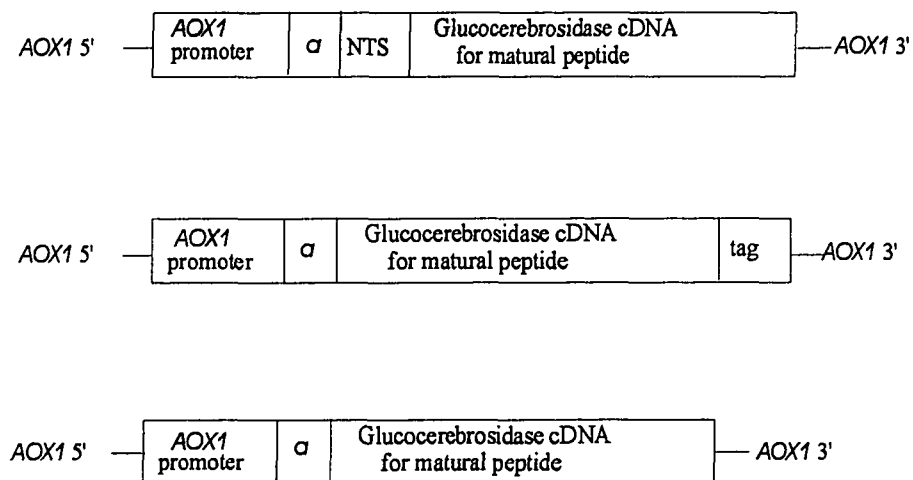 AOX1 5' AOX1 promoter α NTS Glucocerebrosidase cDNA for matural peptide AOX1 3'
AOX1 5' AOX1 promoter α Glucocerebrosidase cDNA for matural peptide tag AOX1 3'
AOX1 5' AOX1 promoter α Glucocerebrosidase cDNA for matural peptide AOX1 3'